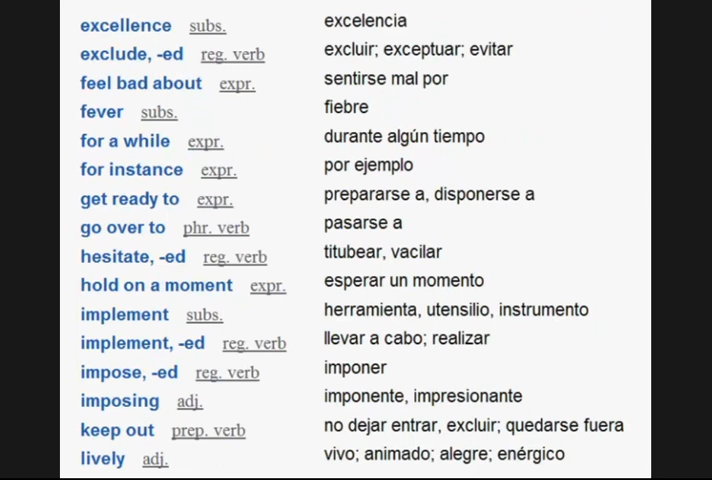 excellence subs. excelencia
exclude, -ed reg. verb excluir; exceptuar; evitar
feel bad about expr. sentirse mal por
fever subs. fiebre
for a while expr. durante algún tiempo
for instance expr. por ejemplo
get ready to expr. prepararse a, disponerse a
go over to phr. verb pasarse a
hesitate, -ed reg. verb titubear, vacilar
hold on a moment expr. esperar un momento
implement subs. herramienta, utensilio, instrumento
implement, -ed reg. verb llevar a cabo; realizar
impose, -ed reg. verb imponer
imposing adj. imponente, impresionante
keep out prep. verb no dejar entrar, excluir; quedarse fuera
lively adj. vivo; animado; alegre; enérgico